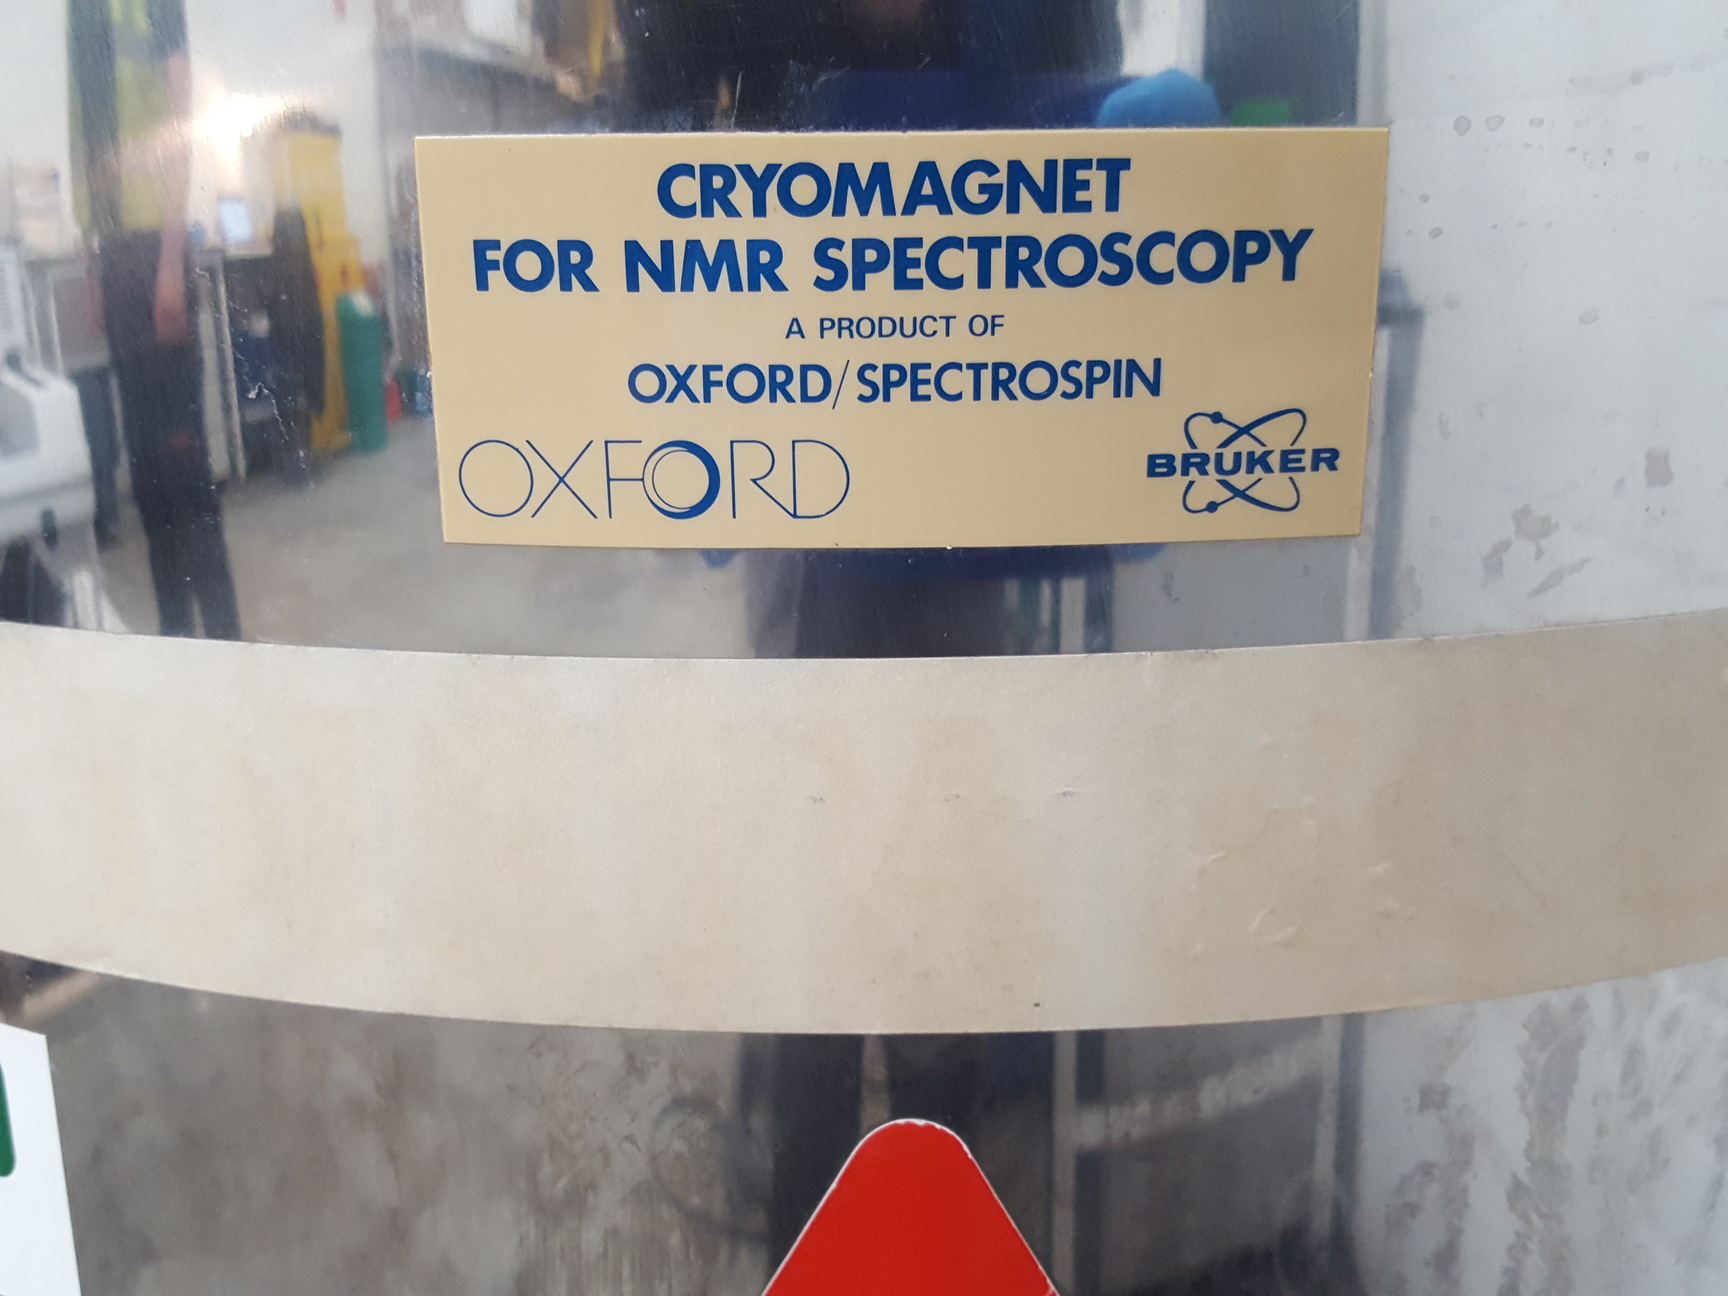 CRYOMAGNET
FOR NMR SPECTROSCOPY
A PRODUCT OF
OXFORD/SPECTROSPIN
OXFORD
BRUKER